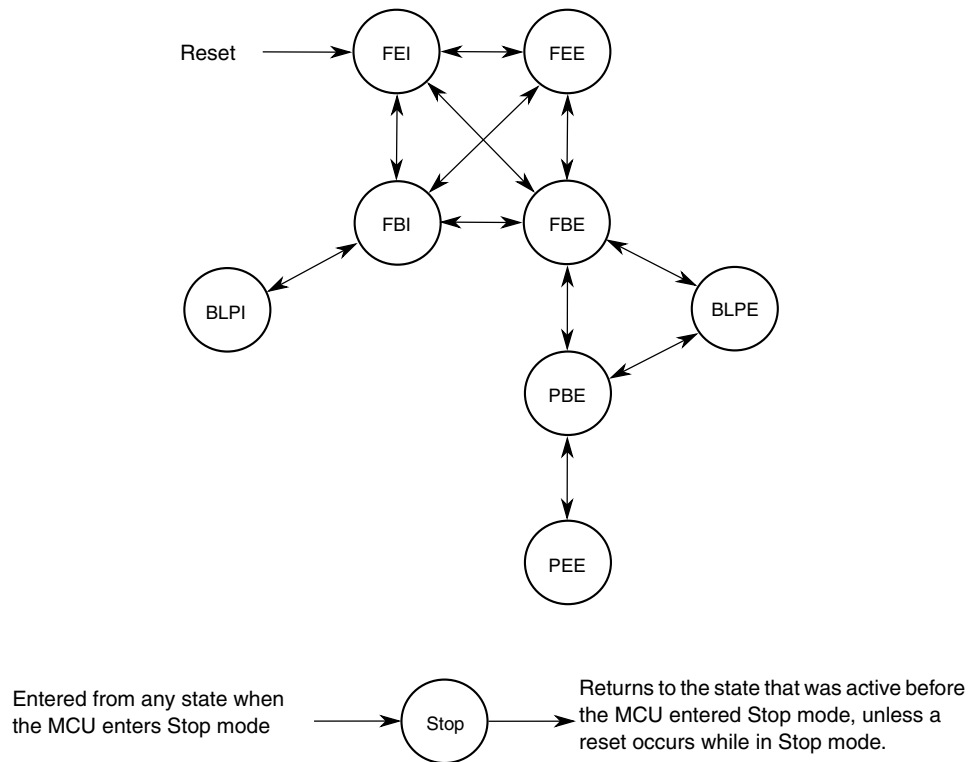 Reset
FEI
FEE
FBI
FBE
BLPI
BLPE
PBE
PEE
Entered from any state when
the MCU enters Stop mode
Stop
Returns to the state that was active before
the MCU entered Stop mode, unless a
reset occurs while in Stop mode.